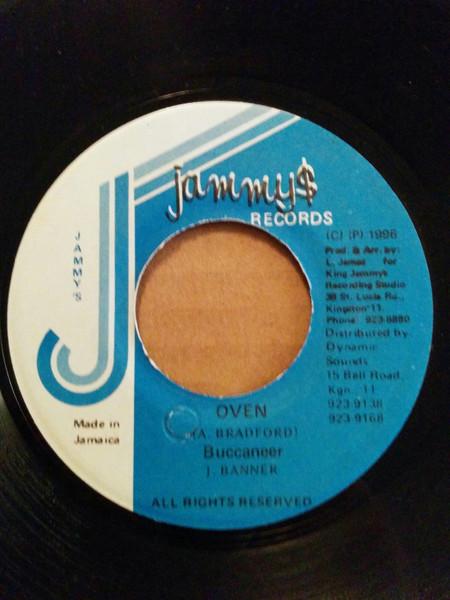 jammy$
RECORDS
JAMMY'S
(C) (P) 1996
Prod. & Arr. by:
L. James for
King Jammys
Recording Studio
38 St. Lucia Rd.,
Kingston 11.
Phone: 923-8880
Distributed by:
Dynamic
Sounds
15 Bell Road,
Kgn. 11
923-9138
923-9168
Made in
Jamaica
OVEN
(A. BRADFORD)
Buccaneer
J. BANNER
ALL RIGHTS RESERVED